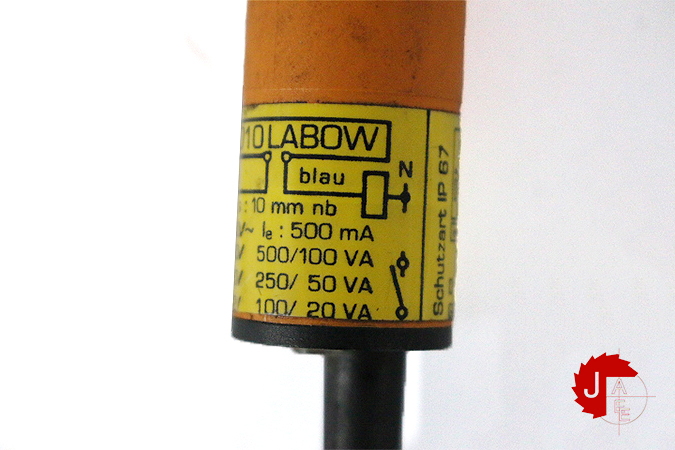 010LABOW
blau N
: 10 mm nb
~ Ie : 500 mA
500/100 VA
250/ 50 VA
100/ 20 VA
Schutzart IP 67
J